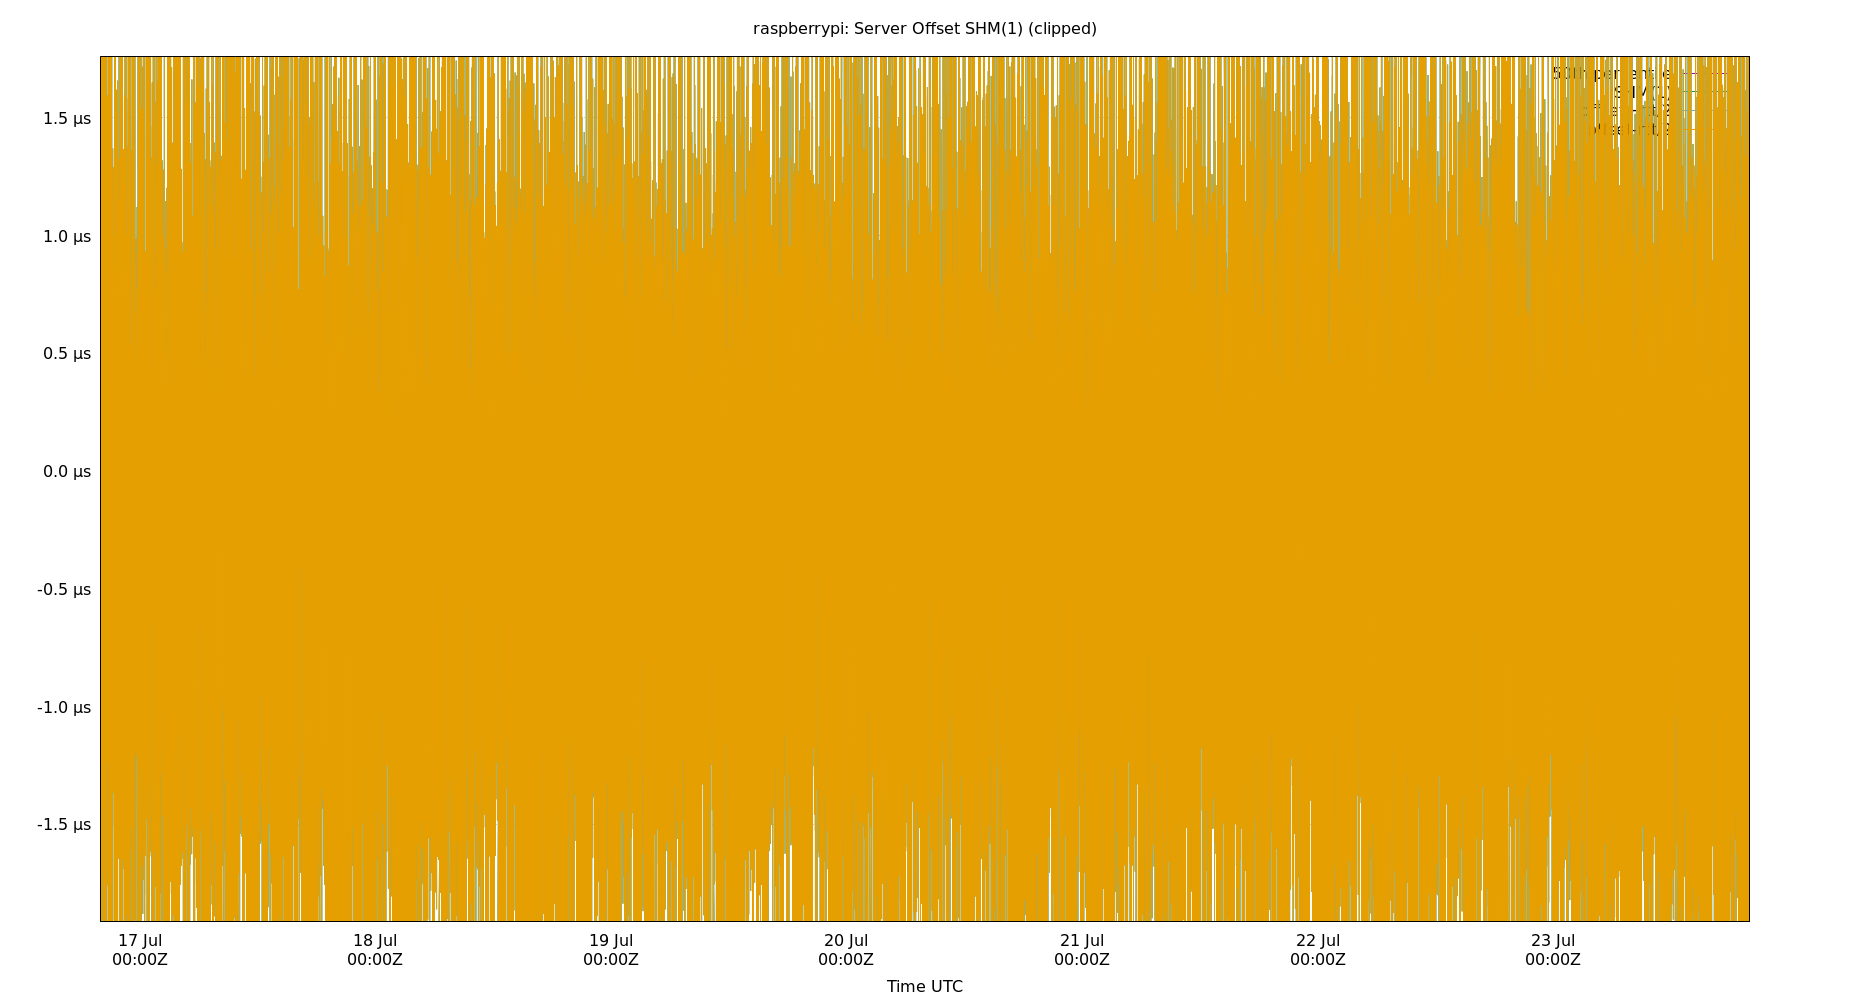 raspberrypi: Server Offset SHM(1) (clipped)
1.5 µs
1.0 µs
0.5 µs
0.0 µs
-0.5 µs
-1.0 µs
-1.5 µs
17 Jul 18 Jul 19 Jul 20 Jul 21 Jul 22 Jul 23 Jul
00:00Z 00:00Z 00:00Z 00:00Z 00:00Z 00:00Z 00:00Z
Time UTC